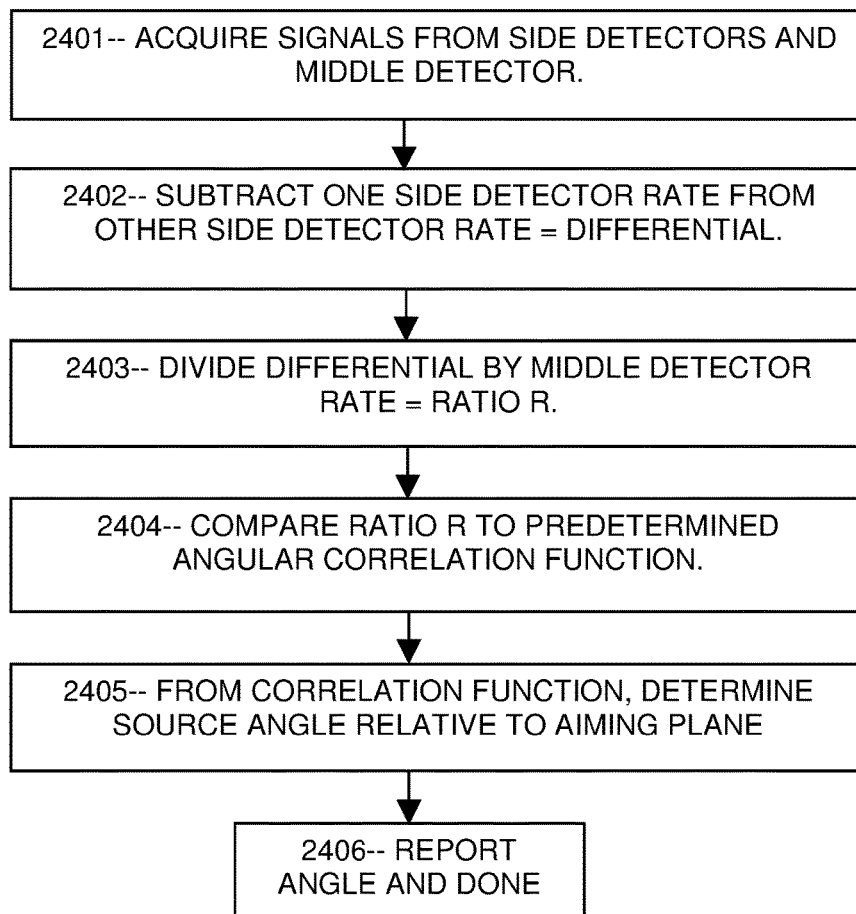 2401-- ACQUIRE SIGNALS FROM SIDE DETECTORS AND
MIDDLE DETECTOR.
2402-- SUBTRACT ONE SIDE DETECTOR RATE FROM
OTHER SIDE DETECTOR RATE = DIFFERENTIAL.
2403-- DIVIDE DIFFERENTIAL BY MIDDLE DETECTOR
RATE = RATIO R.
2404-- COMPARE RATIO R TO PREDETERMINED
ANGULAR CORRELATION FUNCTION.
2405-- FROM CORRELATION FUNCTION, DETERMINE
SOURCE ANGLE RELATIVE TO AIMING PLANE
2406-- REPORT
ANGLE AND DONE